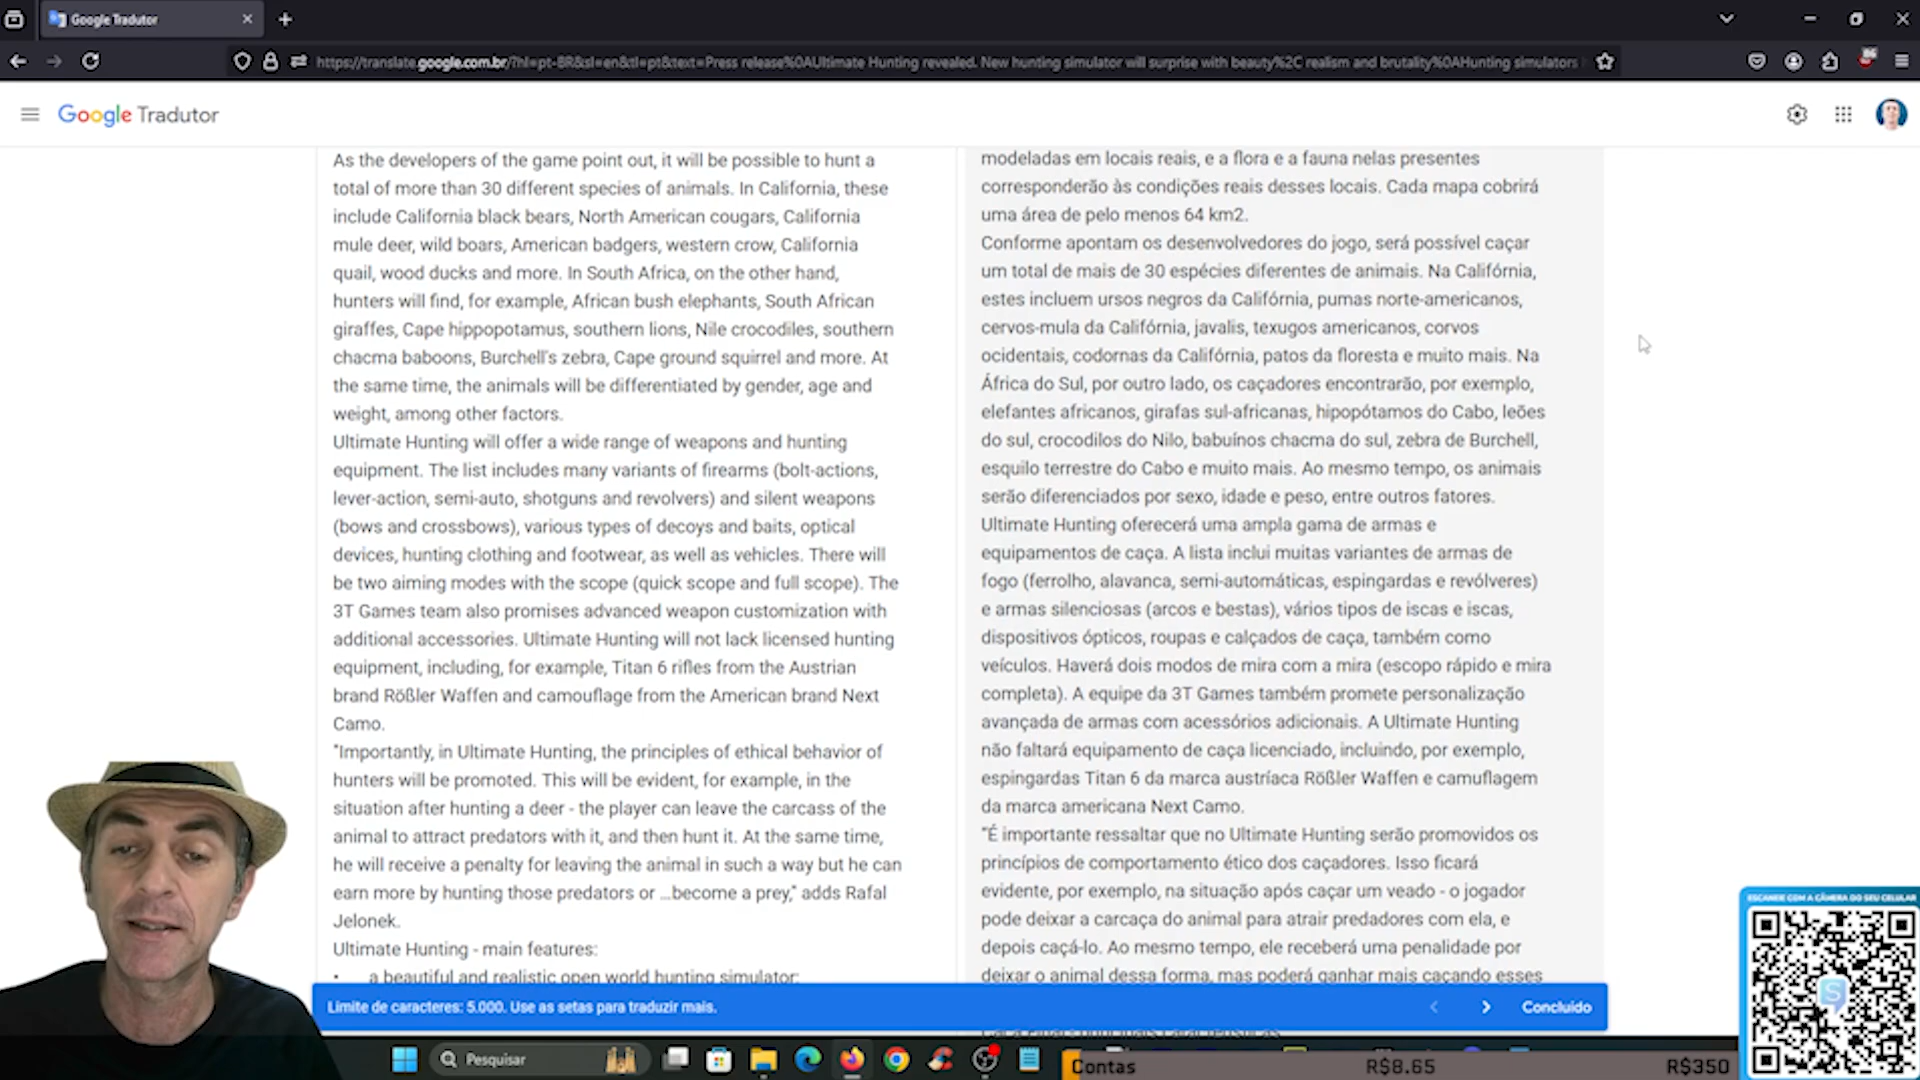 Google Tradutor
https://translate.google.com.br/?hl=pt-BR&sl=en&tl=pt&text=Press release%0AUltimate Hunting revealed. New hunting simulator will surprise with beauty%2C realism and brutality%0AHunting simulators
86
Google Tradutor
As the developers of the game point out, it will be possible to hunt a
total of more than 30 different species of animals. In California, these
include California black bears, North American cougars, California
mule deer, wild boars, American badgers, western crow, California
quail, wood ducks and more. In South Africa, on the other hand,
hunters will find, for example, African bush elephants, South African
giraffes, Cape hippopotamus, southern lions, Nile crocodiles, southern
chacma baboons, Burchell's zebra, Cape ground squirrel and more. At
the same time, the animals will be differentiated by gender, age and
weight, among other factors.
Ultimate Hunting will offer a wide range of weapons and hunting
equipment. The list includes many variants of firearms (bolt-actions,
lever-action, semi-auto, shotguns and revolvers) and silent weapons
(bows and crossbows), various types of decoys and baits, optical
devices, hunting clothing and footwear, as well as vehicles. There will
be two aiming modes with the scope (quick scope and full scope). The
3T Games team also promises advanced weapon customization with
additional accessories. Ultimate Hunting will not lack licensed hunting
equipment, including, for example, Titan 6 rifles from the Austrian
brand Rößler Waffen and camouflage from the American brand Next
Camo.
"Importantly, in Ultimate Hunting, the principles of ethical behavior of
hunters will be promoted. This will be evident, for example, in the
situation after hunting a deer - the player can leave the carcass of the
animal to attract predators with it, and then hunt it. At the same time,
he will receive a penalty for leaving the animal in such a way but he can
earn more by hunting those predators or ...become a prey," adds Rafal
Jelonek.
Ultimate Hunting - main features:
• a beautiful and realistic open world hunting simulator;
modeladas em locais reais, e a flora e a fauna nelas presentes
corresponderão às condições reais desses locais. Cada mapa cobrirá
uma área de pelo menos 64 km2.
Conforme apontam os desenvolvedores do jogo, será possível caçar
um total de mais de 30 espécies diferentes de animais. Na Califórnia,
estes incluem ursos negros da Califórnia, pumas norte-americanos,
cervos-mula da Califórnia, javalis, texugos americanos, corvos
ocidentais, codornas da Califórnia, patos da floresta e muito mais. Na
África do Sul, por outro lado, os caçadores encontrarão, por exemplo,
elefantes africanos, girafas sul-africanas, hipopótamos do Cabo, leões
do sul, crocodilos do Nilo, babuínos chacma do sul, zebra de Burchell,
esquilo terrestre do Cabo e muito mais. Ao mesmo tempo, os animais
serão diferenciados por sexo, idade e peso, entre outros fatores.
Ultimate Hunting oferecerá uma ampla gama de armas e
equipamentos de caça. A lista inclui muitas variantes de armas de
fogo (ferrolho, alavanca, semi-automáticas, espingardas e revólveres)
e armas silenciosas (arcos e bestas), vários tipos de iscas e iscas,
dispositivos ópticos, roupas e calçados de caça, também como
veículos. Haverá dois modos de mira com a mira (escopo rápido e mira
completa). A equipe da 3T Games também promete personalização
avançada de armas com acessórios adicionais. A Ultimate Hunting
não faltará equipamento de caça licenciado, incluindo, por exemplo,
espingardas Titan 6 da marca austríaca Rößler Waffen e camuflagem
da marca americana Next Camo.
"É importante ressaltar que no Ultimate Hunting serão promovidos os
princípios de comportamento ético dos caçadores. Isso ficará
evidente, por exemplo, na situação após caçar um veado - o jogador
pode deixar a carcaça do animal para atrair predadores com ela, e
depois caçá-lo. Ao mesmo tempo, ele receberá uma penalidade por
deixar o animal dessa forma, mas poderá ganhar mais caçando esses
Limite de caracteres: 5.000. Use as setas para traduzir mais.
Concluído
ESCANEIE COM A CÂMERA DO SEU CELULAR
S
Pesquisar
Contas
R$8.65
R$350